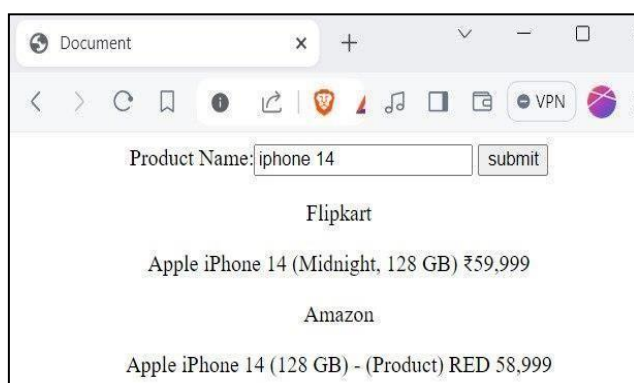 Document
VPN
Product Name: iphone 14 submit
Flipkart
Apple iPhone 14 (Midnight, 128 GB) ₹59,999
Amazon
Apple iPhone 14 (128 GB) - (Product) RED 58,999